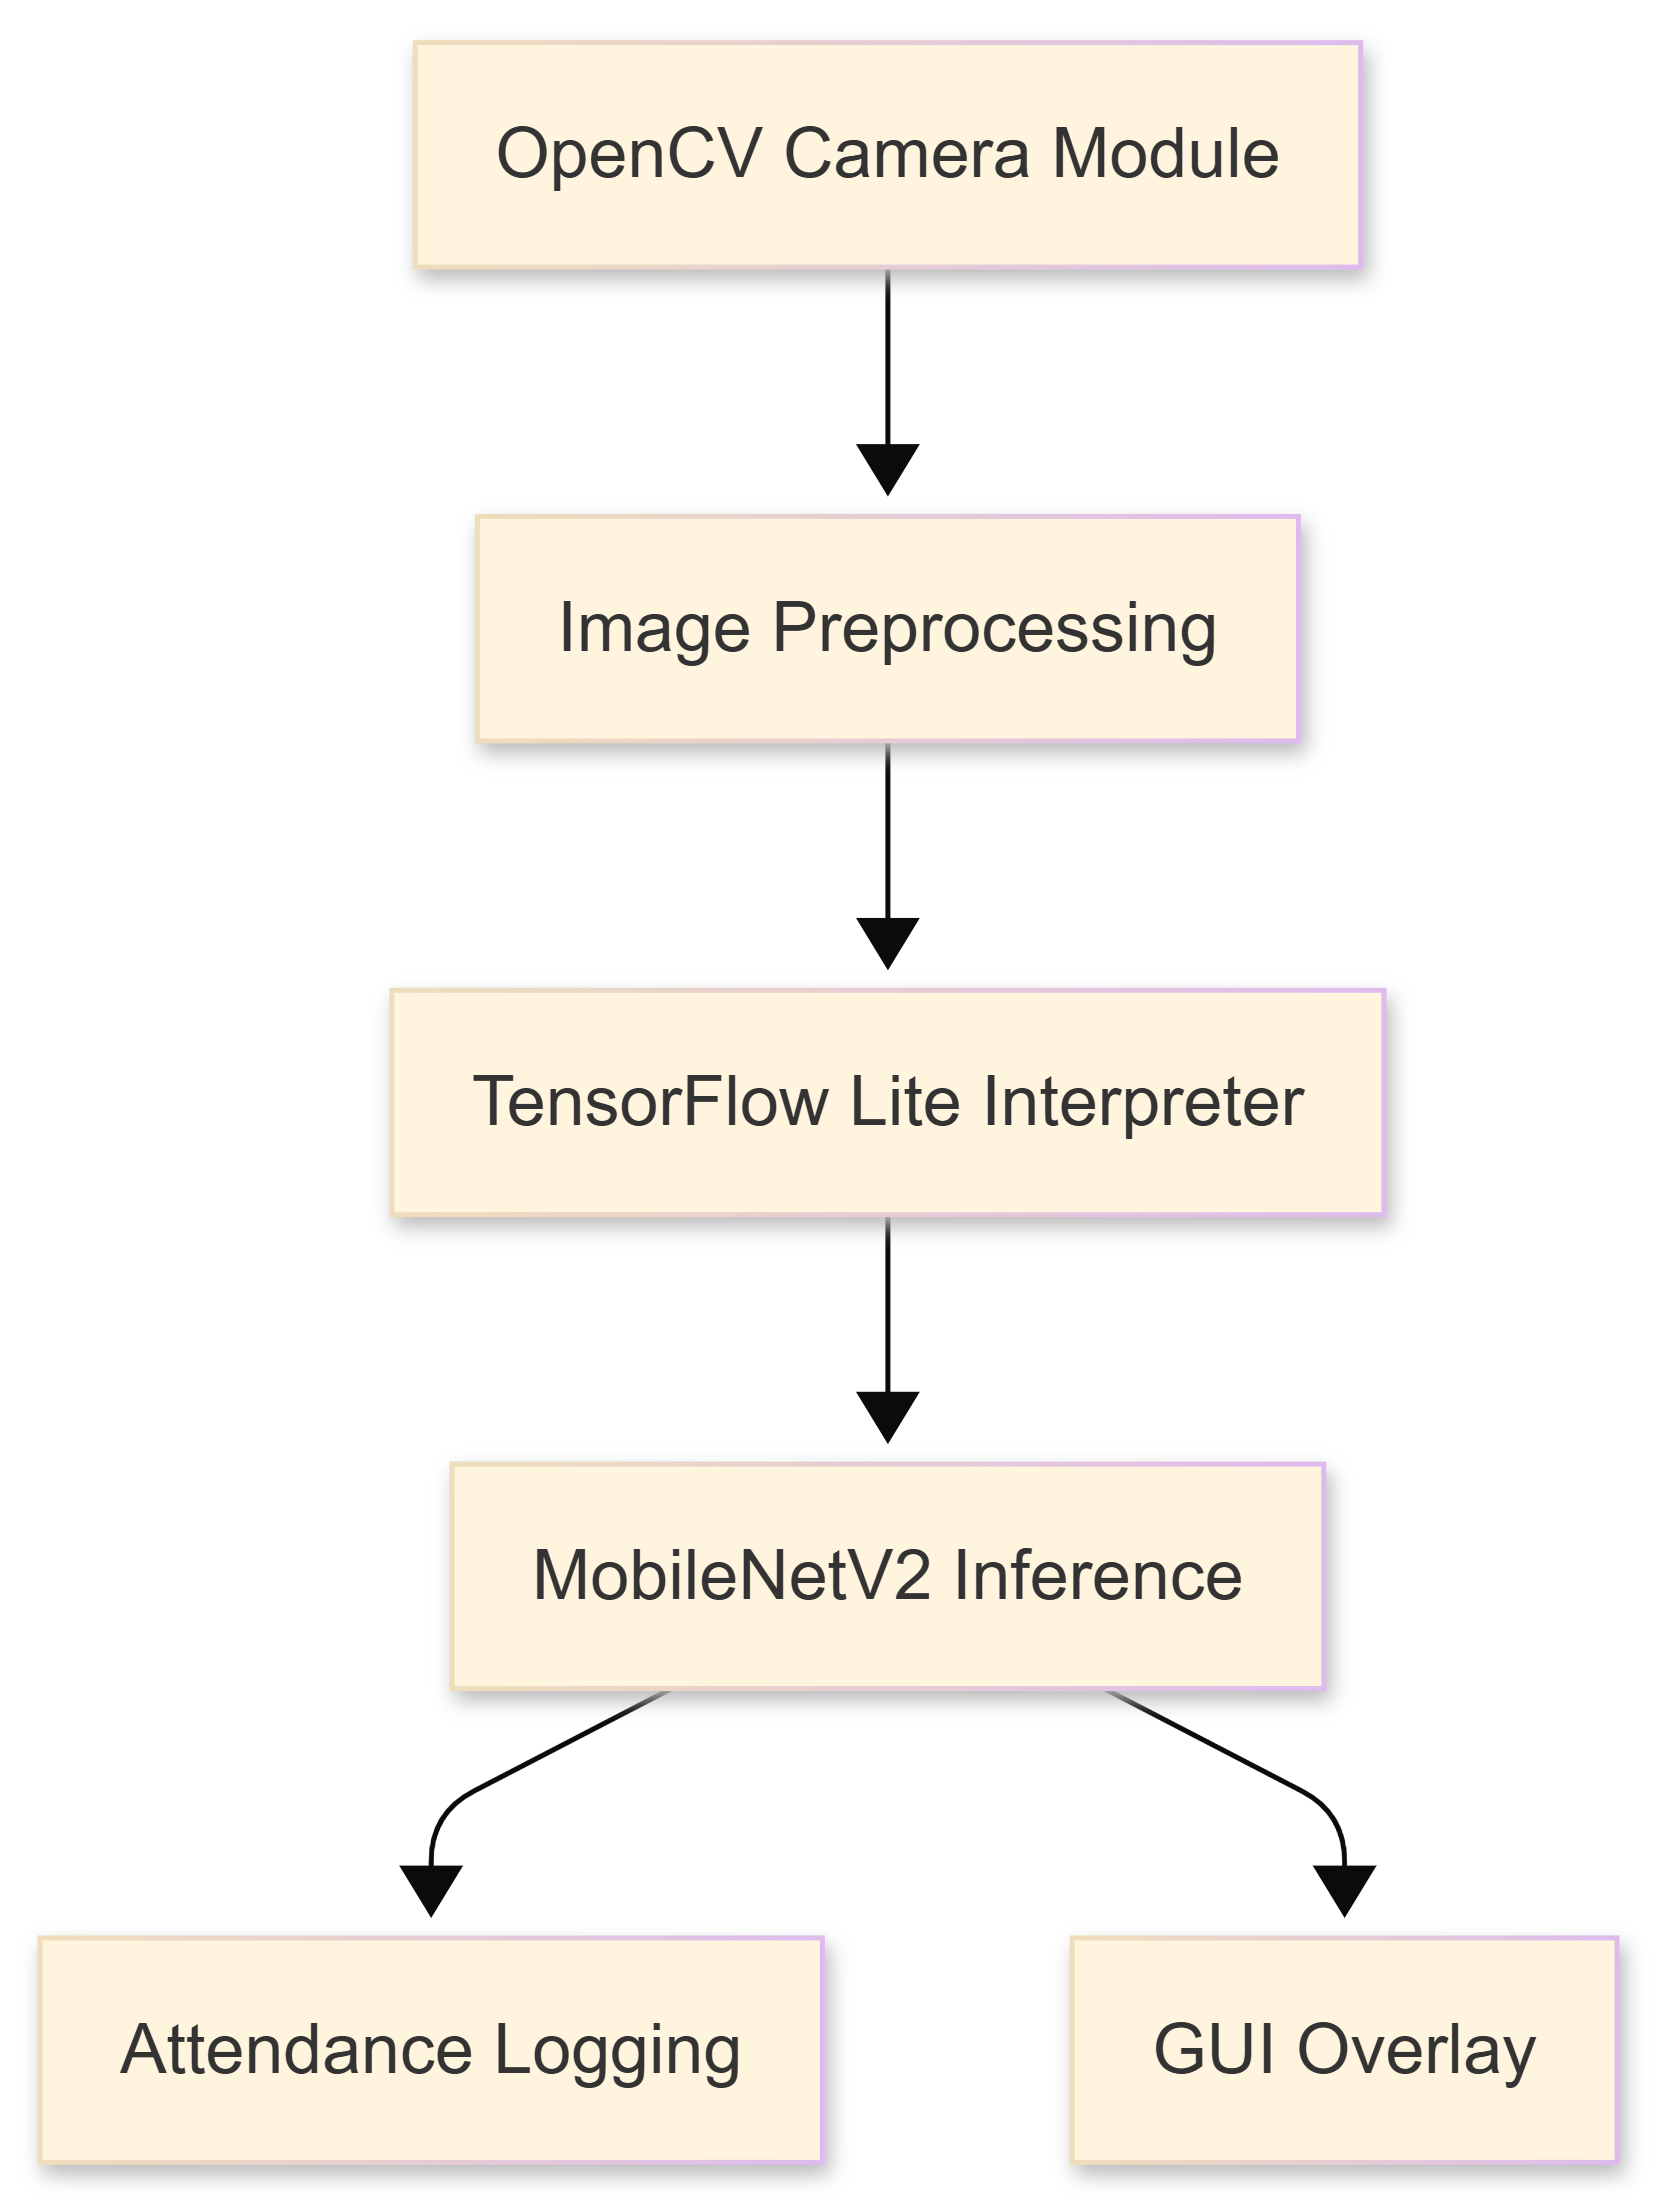 OpenCV Camera Module
Image Preprocessing
TensorFlow Lite Interpreter
MobileNetV2 Inference
Attendance Logging
GUI Overlay